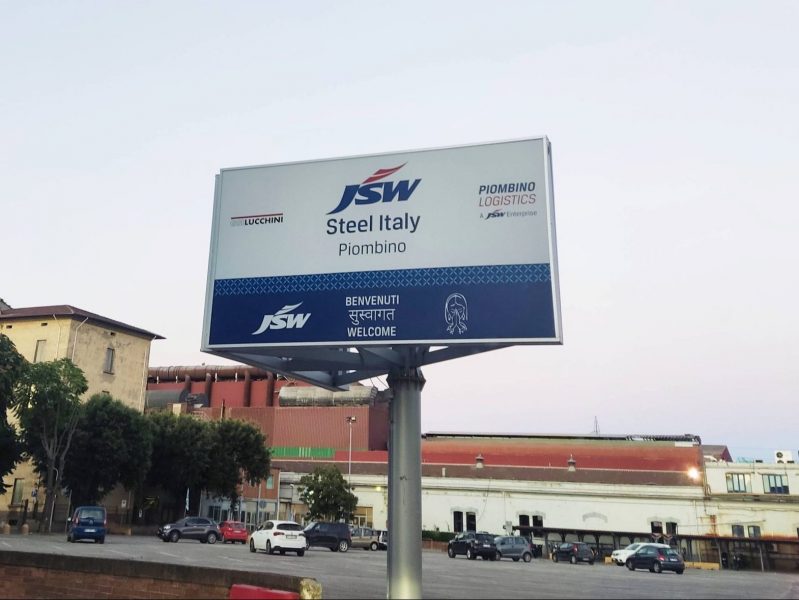 JSW
Steel Italy
Piombino
LUCCHINI
PIOMBINO
LOGISTICS
A JSW Enterprise
JSW
BENVENUTI
सुस्वागत
WELCOME